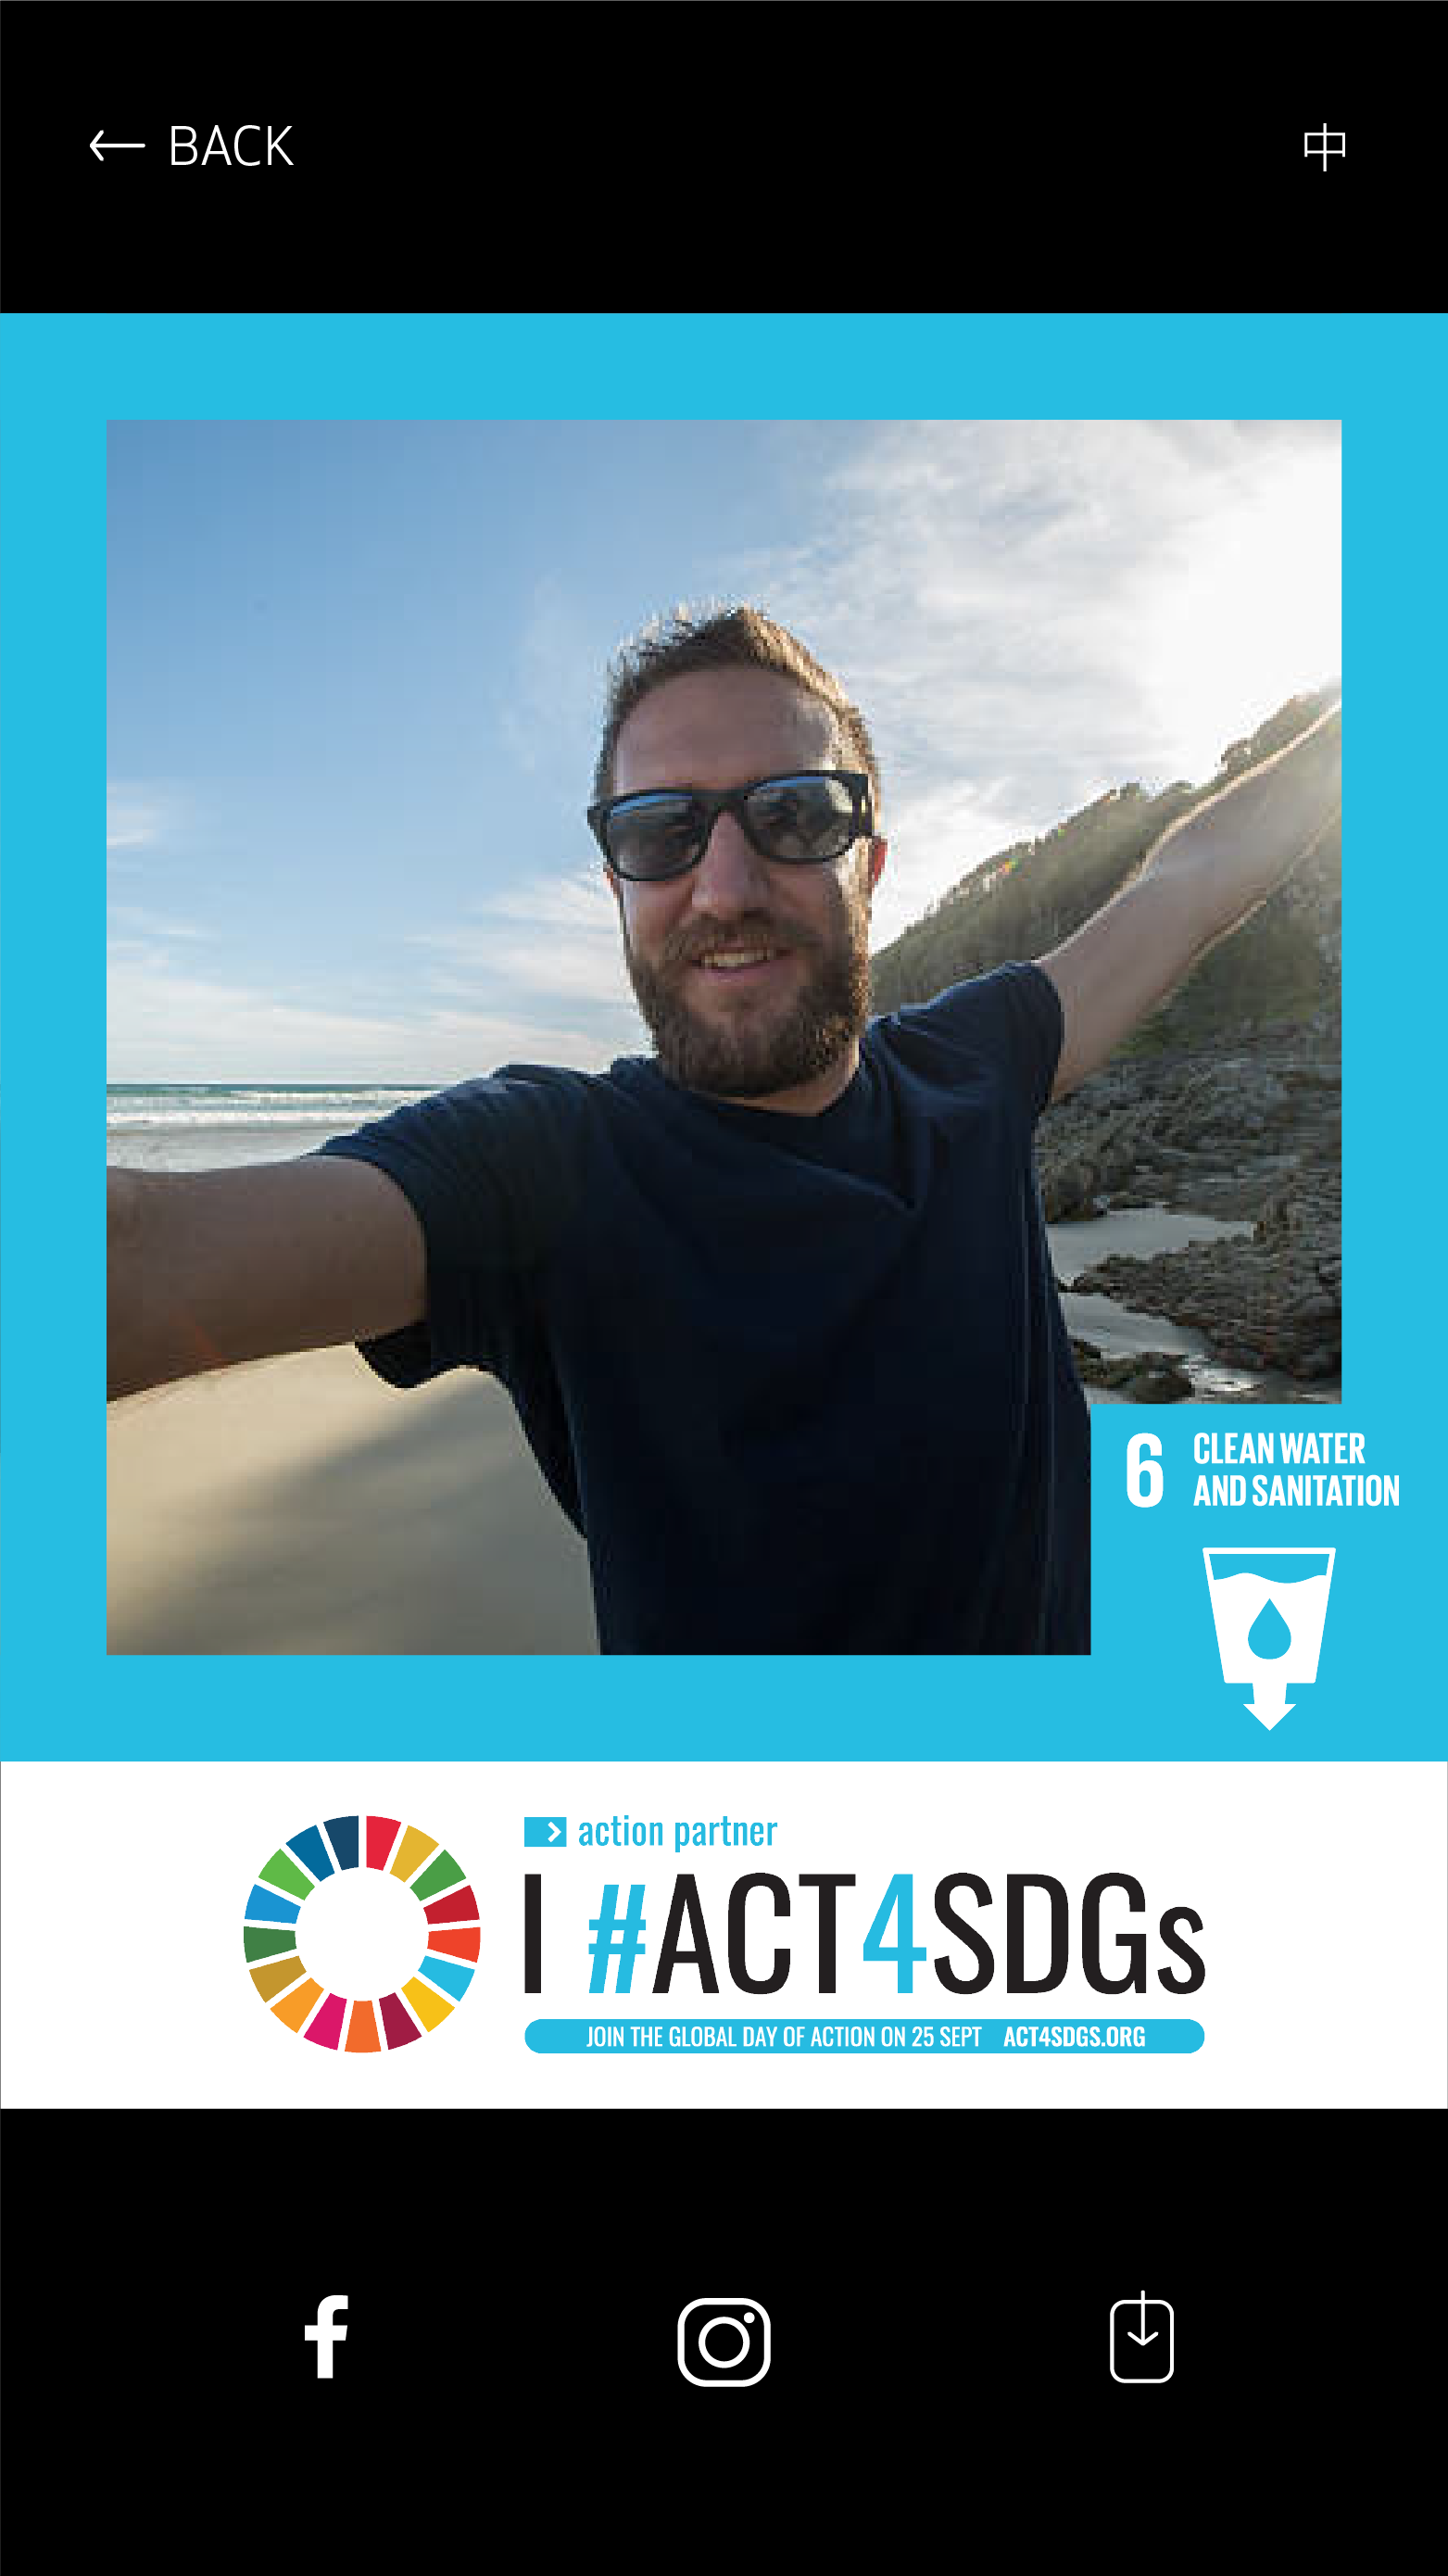 BACK
中
6 CLEAN WATER
AND SANITATION
action partner
I #ACT4SDGs
JOIN THE GLOBAL DAY OF ACTION ON 25 SEPT ACT4SDGS.ORG